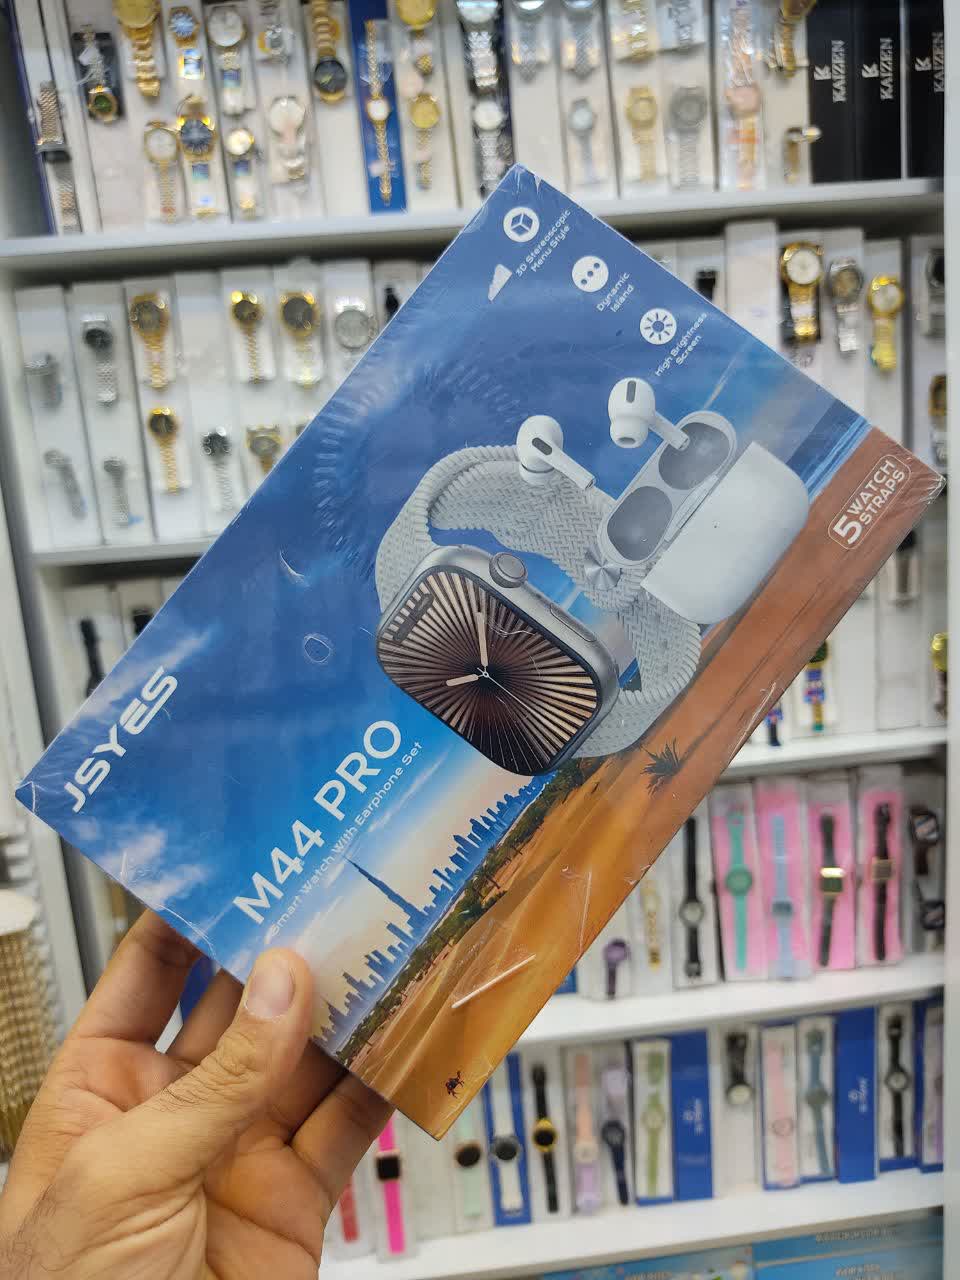 KAIZEN
KAIZEN
KAIZEN
3D Stereoscopic
Menu Style
Dynamic
Island
High Brightness
Screen
5 WATCH
STRAPS
JSYES
M44 PRO
Smart Watch With Earphone Set